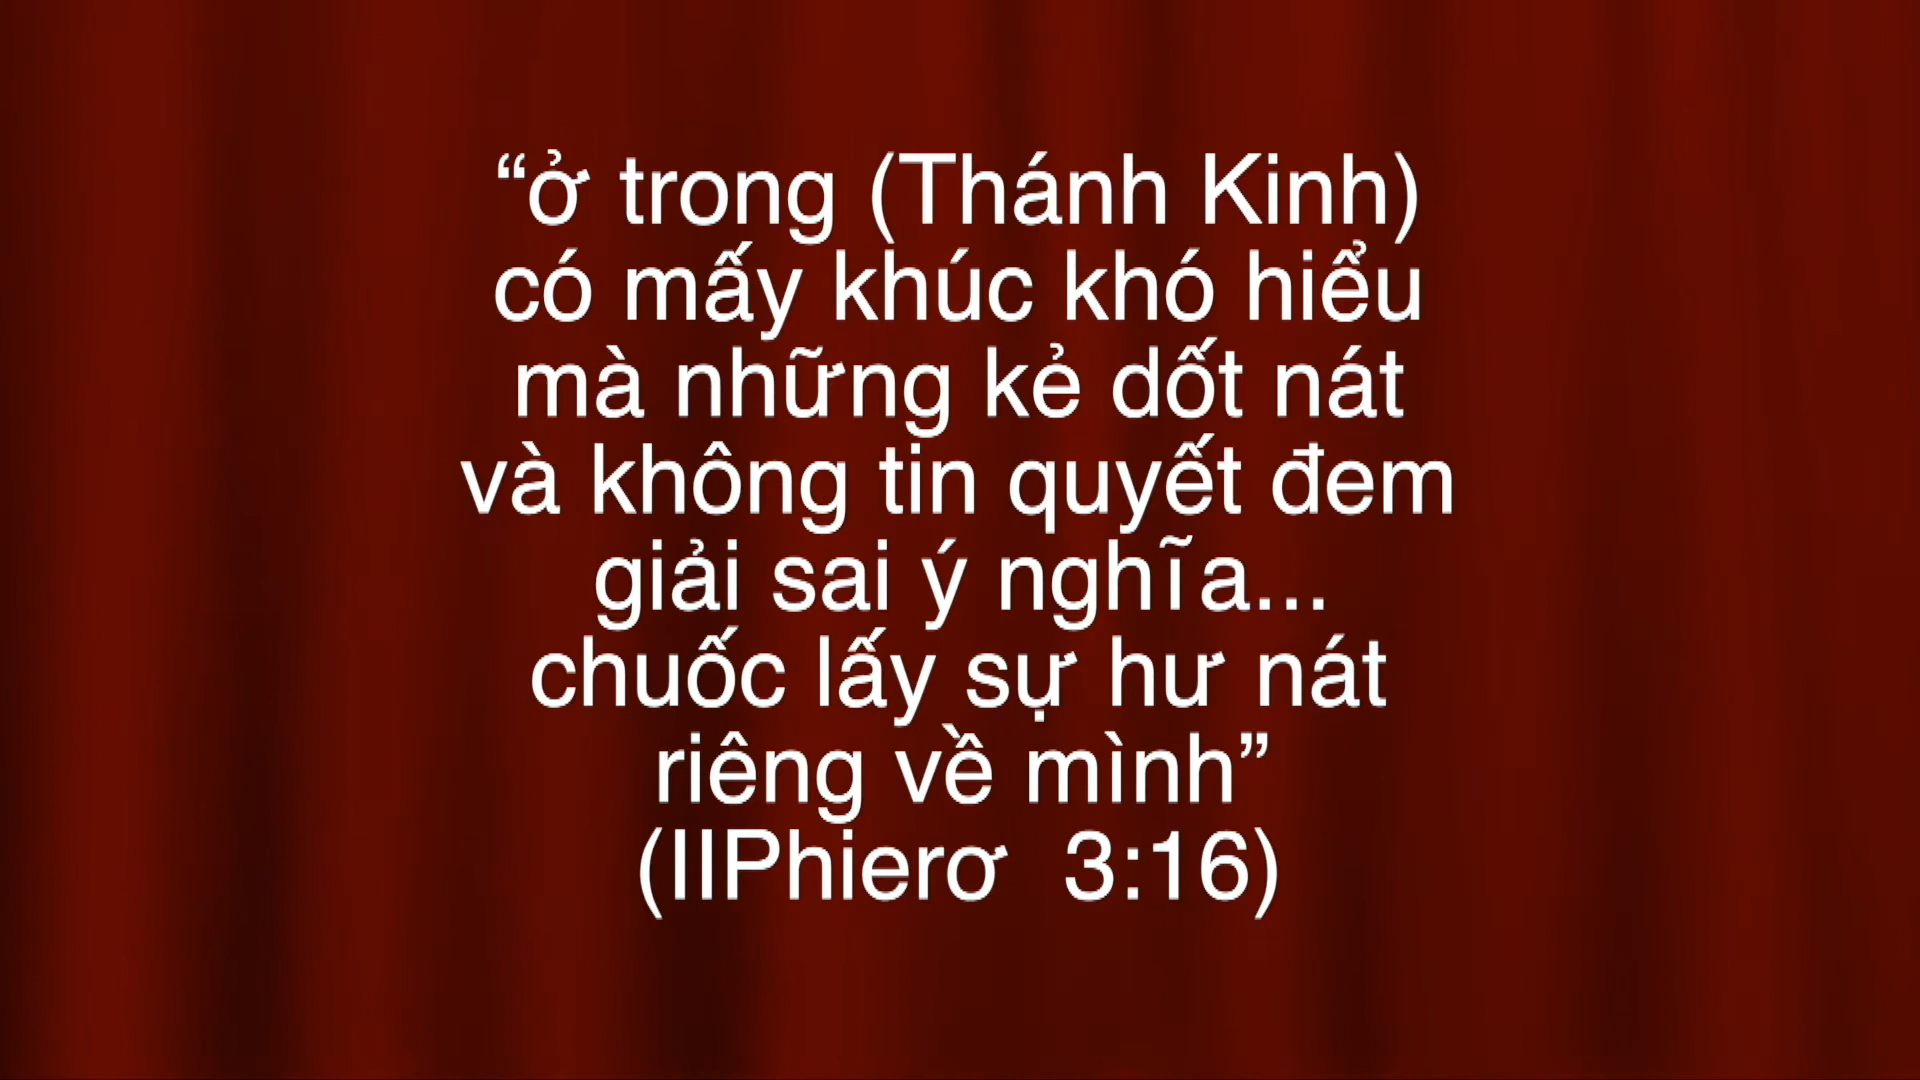 “ở trong (Thánh Kinh)
có mấy khúc khó hiểu
mà những kẻ dốt nát
và không tin quyết đem
giải sai ý nghĩa...
chuốc lấy sự hư nát
riêng về mình”
(IIPhierơ  3:16)